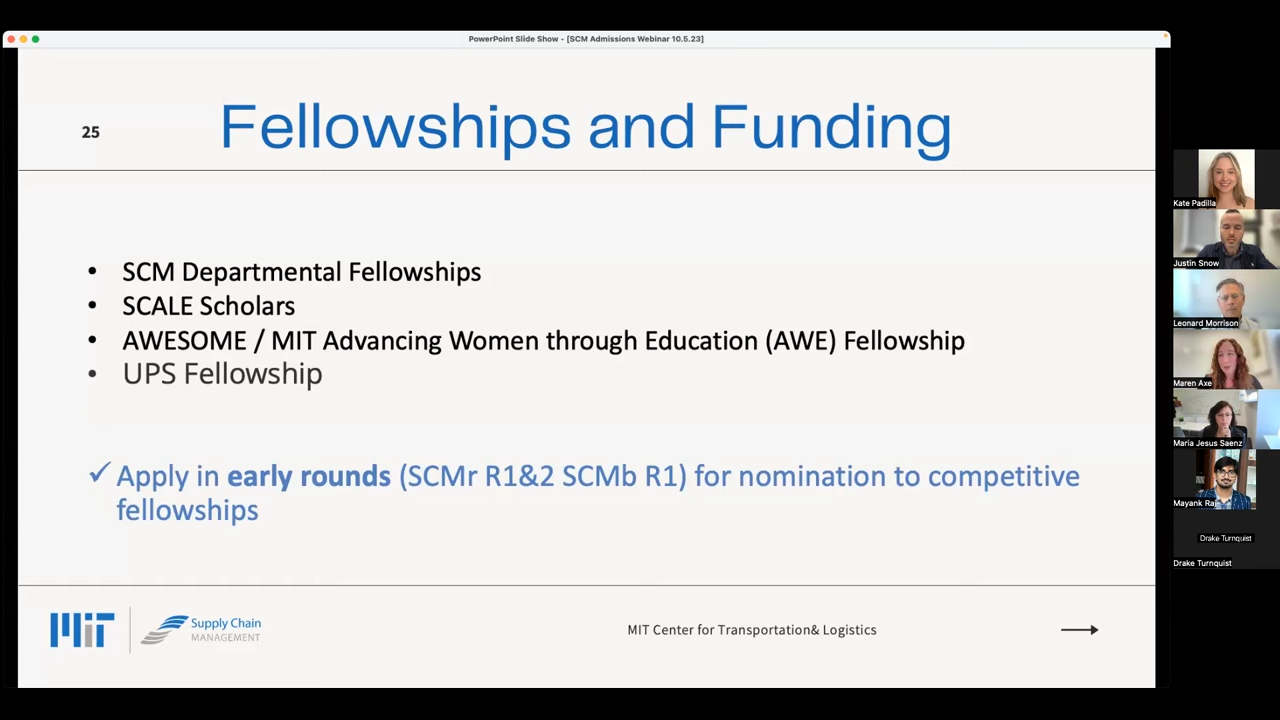 PowerPoint Slide Show - [SCM Admissions Webinar 10.5.23]
25
Fellowships and Funding
• SCM Departmental Fellowships
• SCALE Scholars
• AWESOME / MIT Advancing Women through Education (AWE) Fellowship
• UPS Fellowship
✓ Apply in early rounds (SCMr R1&2 SCMb R1) for nomination to competitive
fellowships
MIT
Supply Chain
MANAGEMENT
MIT Center for Transportation& Logistics
Kate Padilla
Justin Snow
Leonard Morrison
Maren Axe
Maria Jesus Saenz
Mayank Raj
Drake Turnquist
Drake Turnquist